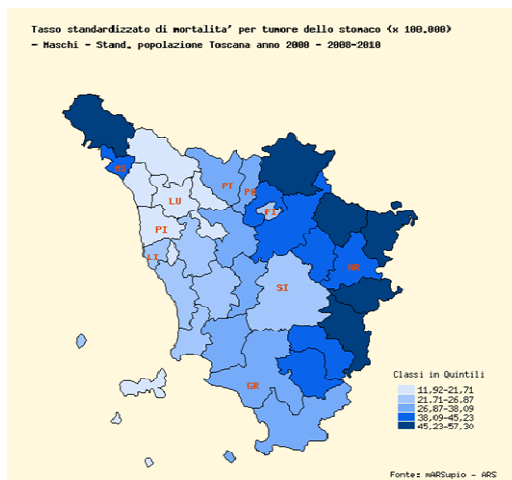 Tasso standardizzato di mortalita' per tumore dello stomaco (x 100.000)
- Maschi - Stand. popolazione Toscana anno 2000 - 2008-2010
MS
PT
PO
LU
FI
PI
LI
AR
SI
GR
Classi in Quintili
11,92-21,71
21.71-26.87
26,87-38,09
38,09-45,23
45,23-57,30
Fonte: mARSupio - ARS